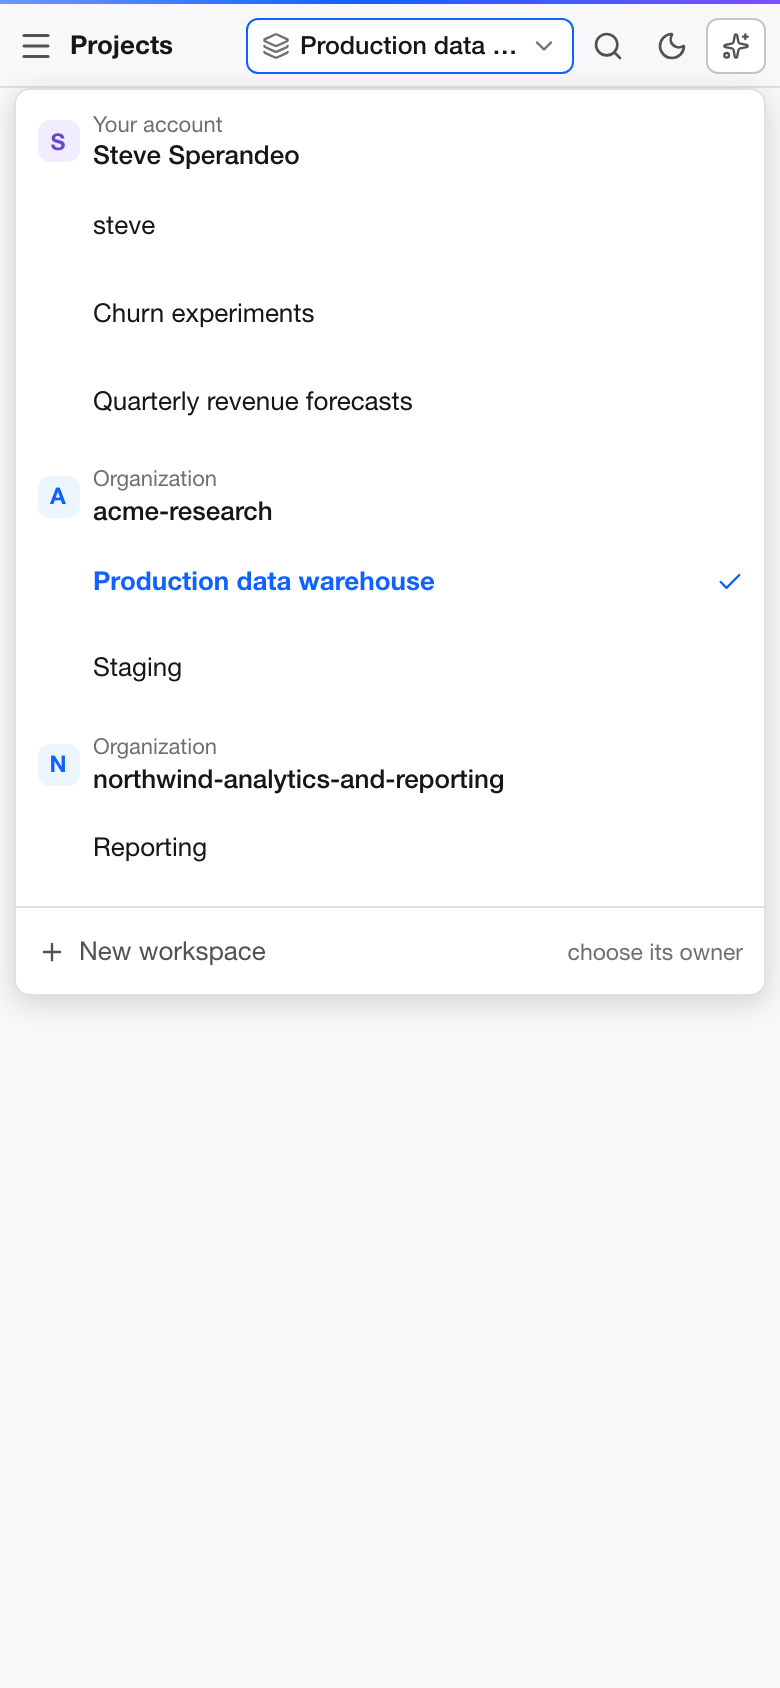 Projects
Production data ...
S
Your account
Steve Sperandeo
steve
Churn experiments
Quarterly revenue forecasts
A
Organization
acme-research
Production data warehouse
Staging
N
Organization
northwind-analytics-and-reporting
Reporting
New workspace
choose its owner